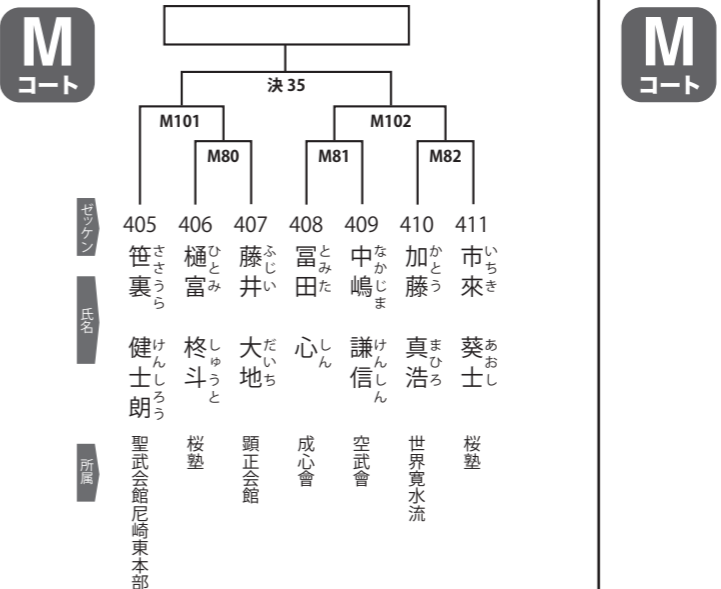 M
コート
M
コート
決 35
M101
M102
M80
M81
M82
ゼッケン
405
406
407
408
409
410
411
氏名
笹裏 健士朗
ささうら けんしろう
樋富 柊斗
ひとみ しゅうと
藤井 大地
ふじい だいち
冨田 心
とみた しん
中嶋 謙信
なかじま けんしん
加藤 真浩
かとう まひろ
市來 葵士
いちき あおし
所属
聖武会館尼崎東本部
桜塾
顕正会館
成心會
空武會
世界寛水流
桜塾